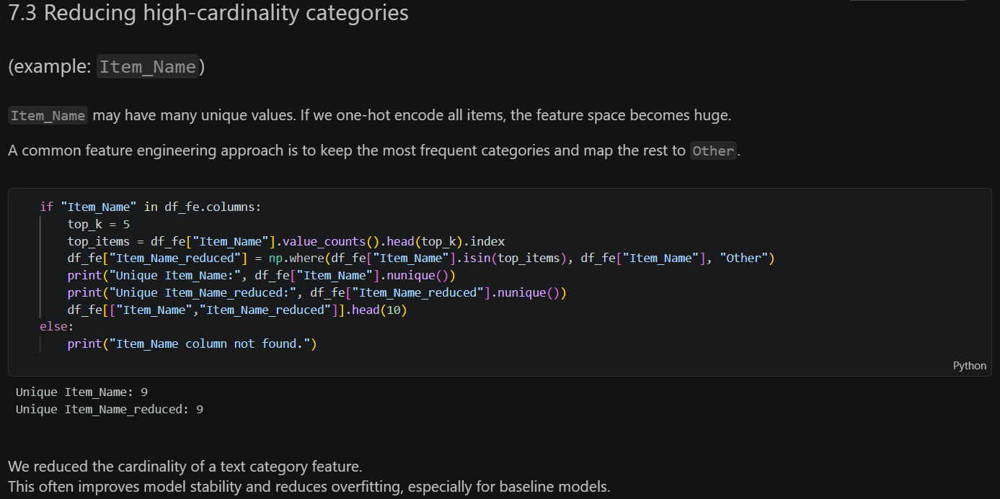 7.3 Reducing high-cardinality categories
(example: Item_Name)
Item_Name may have many unique values. If we one-hot encode all items, the feature space becomes huge.
A common feature engineering approach is to keep the most frequent categories and map the rest to Other.
if "Item_Name" in df_fe.columns:
    top_k = 5
    top_items = df_fe["Item_Name"].value_counts().head(top_k).index
    df_fe["Item_Name_reduced"] = np.where(df_fe["Item_Name"].isin(top_items), df_fe["Item_Name"], "Other")
    print("Unique Item_Name:", df_fe["Item_Name"].nunique())
    print("Unique Item_Name_reduced:", df_fe["Item_Name_reduced"].nunique())
    df_fe[["Item_Name","Item_Name_reduced"]].head(10)
else:
    print("Item_Name column not found.")
Python
Unique Item_Name: 9
Unique Item_Name_reduced: 9
We reduced the cardinality of a text category feature.
This often improves model stability and reduces overfitting, especially for baseline models.